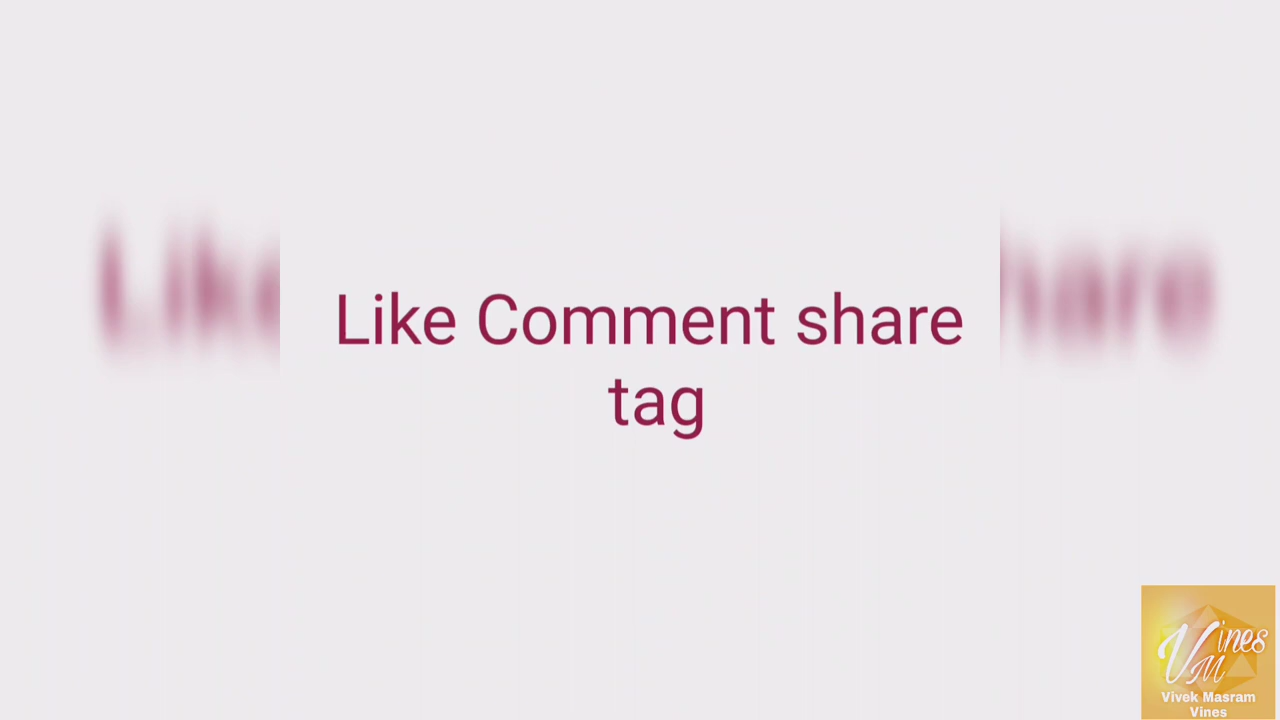 Like Comment share
tag
Vines
VM
Vivek Masram
Vines